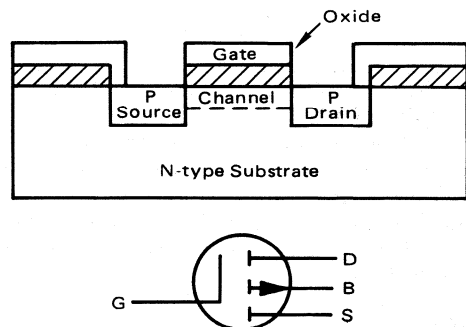 Oxide
Gate
P Source
Channel
P Drain
N-type Substrate
D
B
G
S